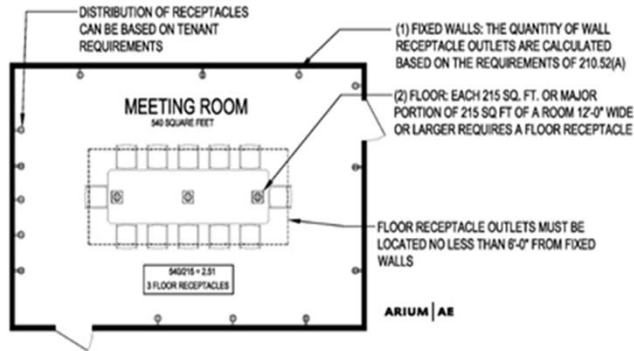 DISTRIBUTION OF RECEPTACLES
CAN BE BASED ON TENANT
REQUIREMENTS
(1) FIXED WALLS: THE QUANTITY OF WALL
RECEPTACLE OUTLETS ARE CALCULATED
BASED ON THE REQUIREMENTS OF 210.52(A)
MEETING ROOM
540 SQUARE FEET
(2) FLOOR: EACH 215 SQ. FT. OR MAJOR
PORTION OF 215 SQ FT OF A ROOM 12'-0" WIDE
OR LARGER REQUIRES A FLOOR RECEPTACLE
FLOOR RECEPTACLE OUTLETS MUST BE
LOCATED NO LESS THAN 6'-0" FROM FIXED
WALLS
540/215 = 2.51
3 FLOOR RECEPTACLES
ARIUM|AE